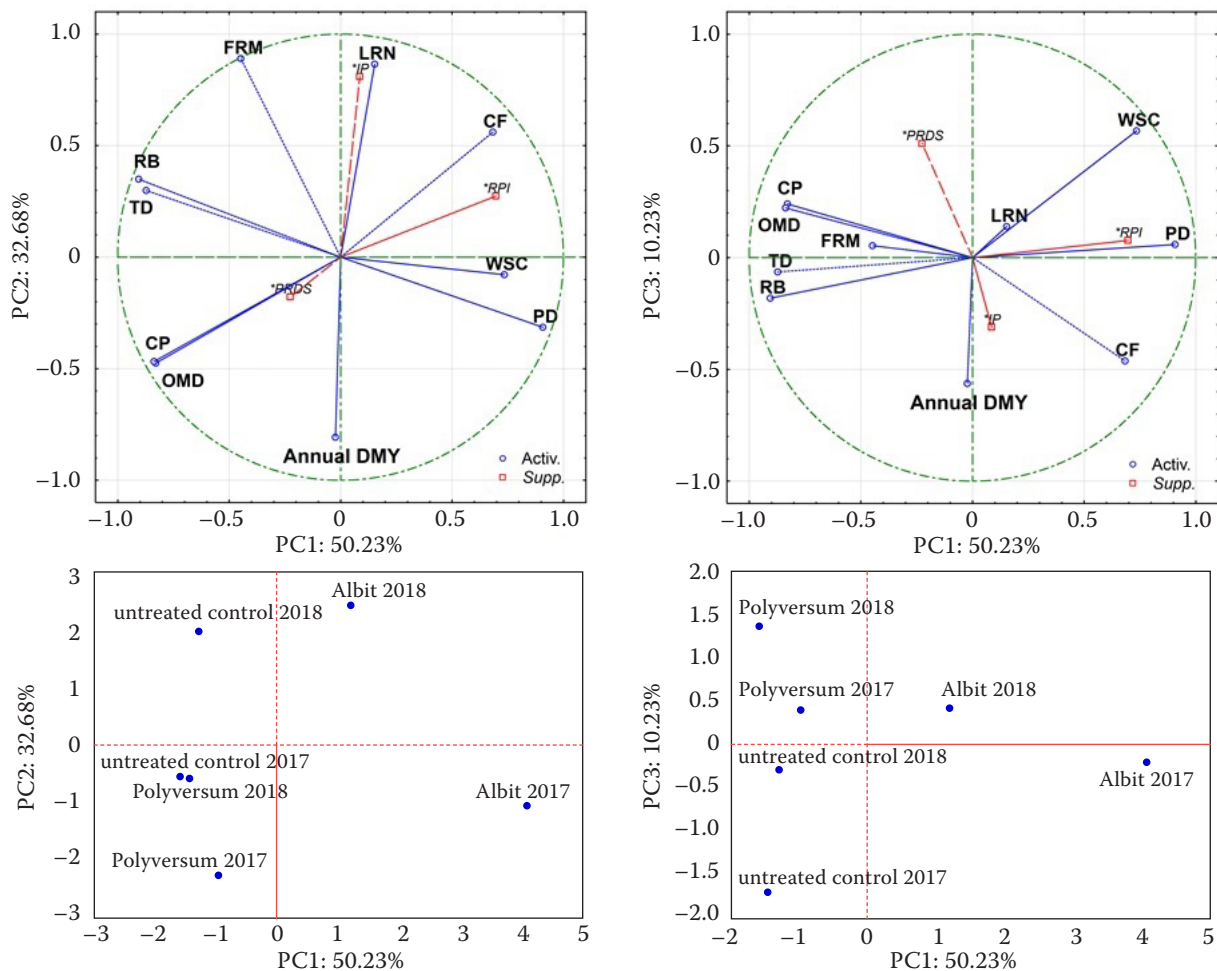 1.0
0.5
0
−0.5
−1.0
PC2: 32.68%
FRM
LRN
*IP
CF
RB
TD
*RPI
WSC
*PRDS
PD
CP
OMD
Annual DMY
Activ.
Supp.
−1.0 −0.5 0 0.5 1.0
PC1: 50.23%
1.0
0.5
0
−0.5
−1.0
PC3: 10.23%
WSC
*PRDS
CP
OMD
LRN
*RPI
PD
FRM
TD
RB
*IP
CF
Annual DMY
Activ.
Supp.
−1.0 −0.5 0 0.5 1.0
PC1: 50.23%
3
2
1
0
−1
−2
−3
PC2: 32.68%
Albit 2018
untreated control 2018
untreated control 2017
Polyversum 2018
Albit 2017
Polyversum 2017
−3 −2 −1 0 1 2 3 4 5
PC1: 50.23%
2.0
1.5
1.0
0.5
0
−0.5
−1.0
−1.5
−2.0
PC3: 10.23%
Polyversum 2018
Polyversum 2017
Albit 2018
untreated control 2018
Albit 2017
untreated control 2017
−2 −1 0 1 2 3 4 5
PC1: 50.23%